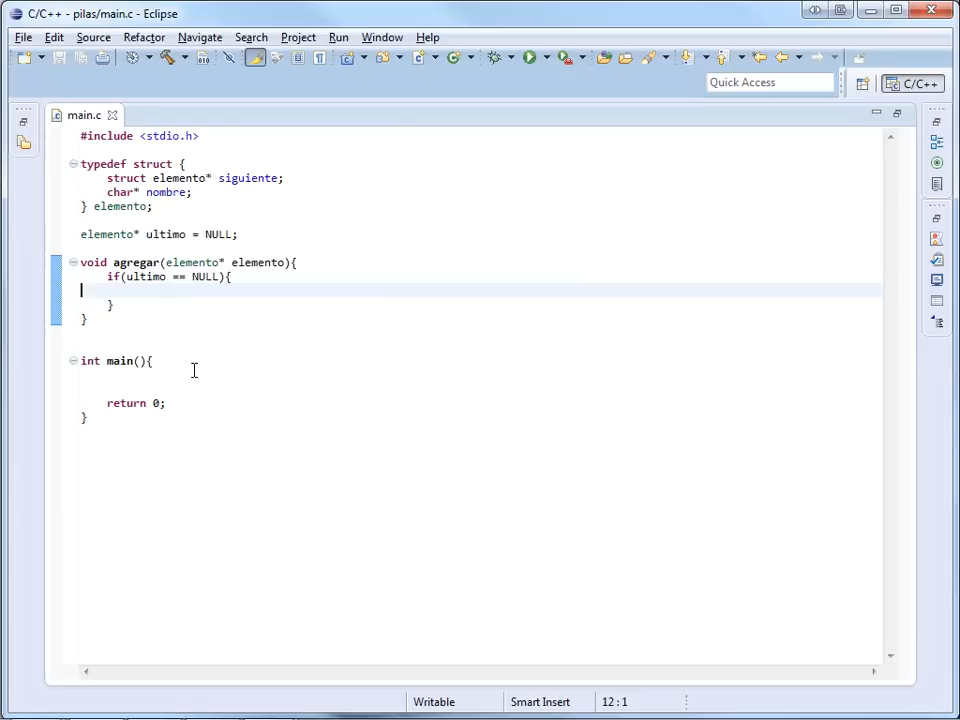 C/C++ - pilas/main.c - Eclipse
File Edit Source Refactor Navigate Search Project Run Window Help
Quick Access
C/C++
main.c
#include <stdio.h>
typedef struct {
struct elemento* siguiente;
char* nombre;
} elemento;
elemento* ultimo = NULL;
void agregar(elemento* elemento){
if(ultimo == NULL){
}
}
int main(){
return 0;
}
Writable Smart Insert 12 : 1